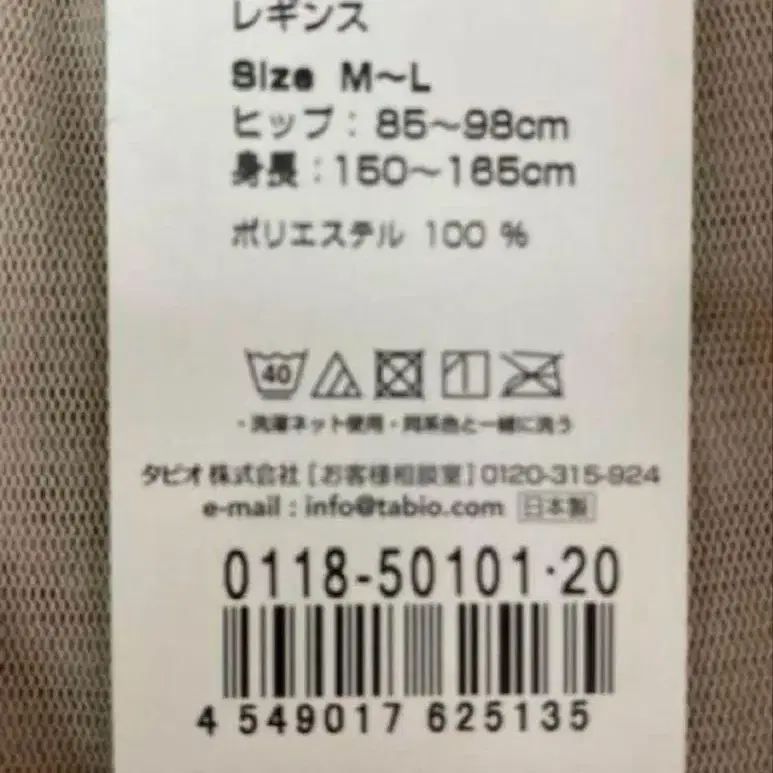 レギンス
Size M～L
ヒップ：85～98cm
身長：150～165cm
ポリエステル 100 %
40
・洗濯ネット使用・同系色と一緒に洗う
タビオ株式会社［お客様相談室］0120-315-924
e-mail：info@tabio.com 日本製
0118-50101・20
4 549017 625135